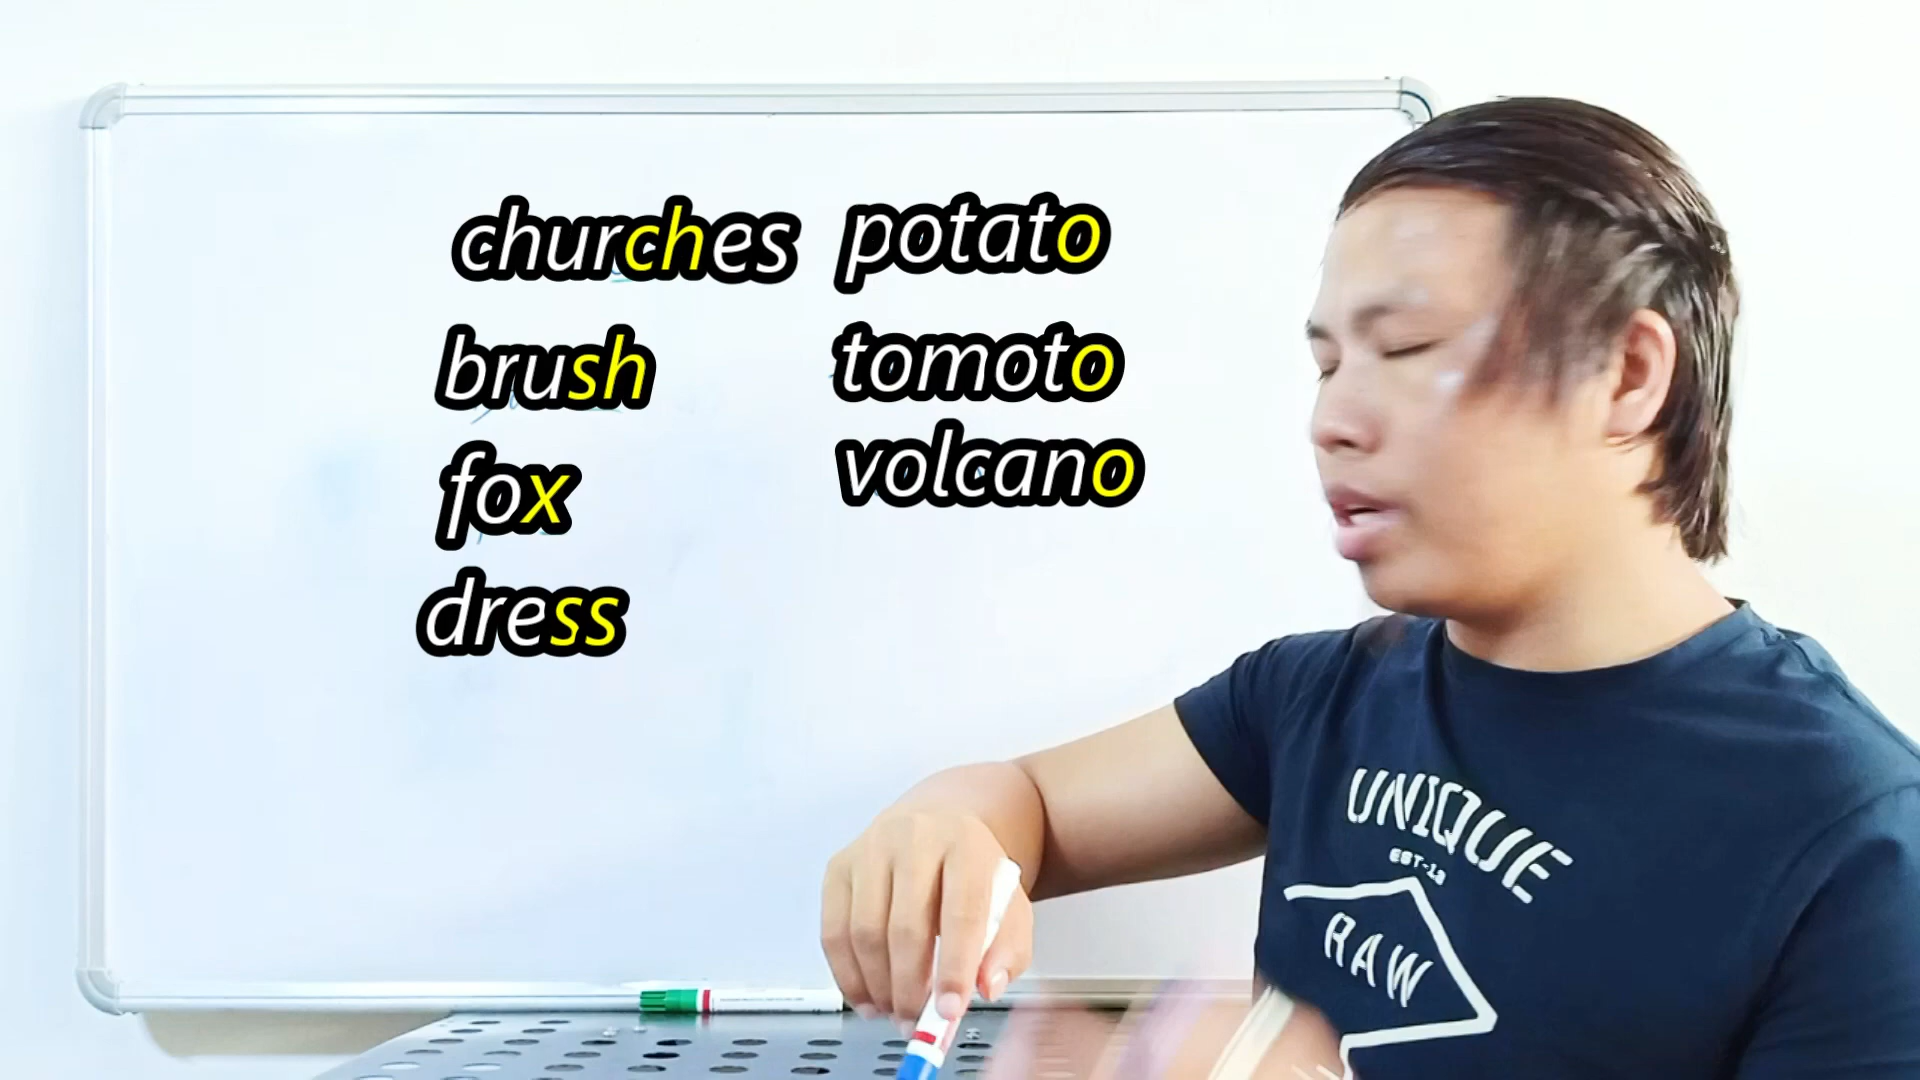 churches
brush
fox
dress
potato
tomoto
volcano
UNIQUE
EST-13
RAW